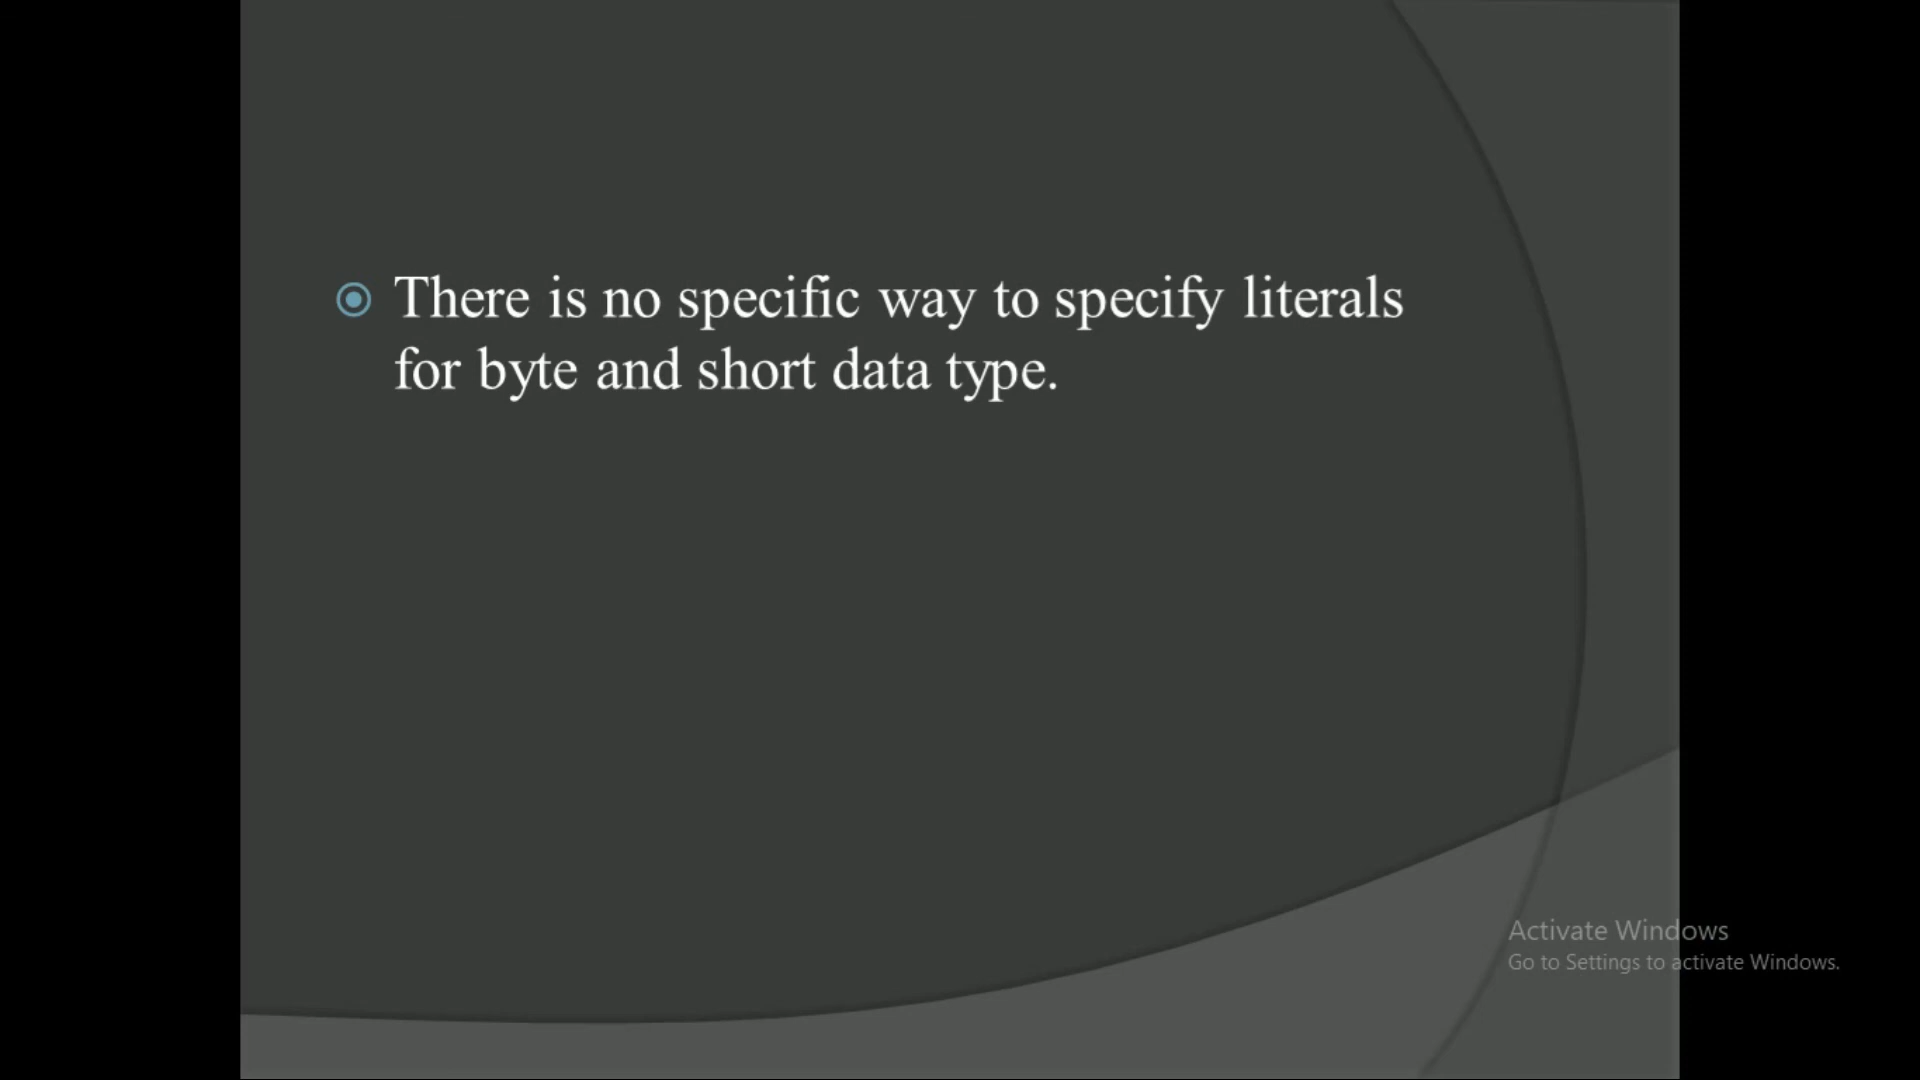 There is no specific way to specify literals
for byte and short data type.
Activate Windows
Go to Settings to activate Windows.